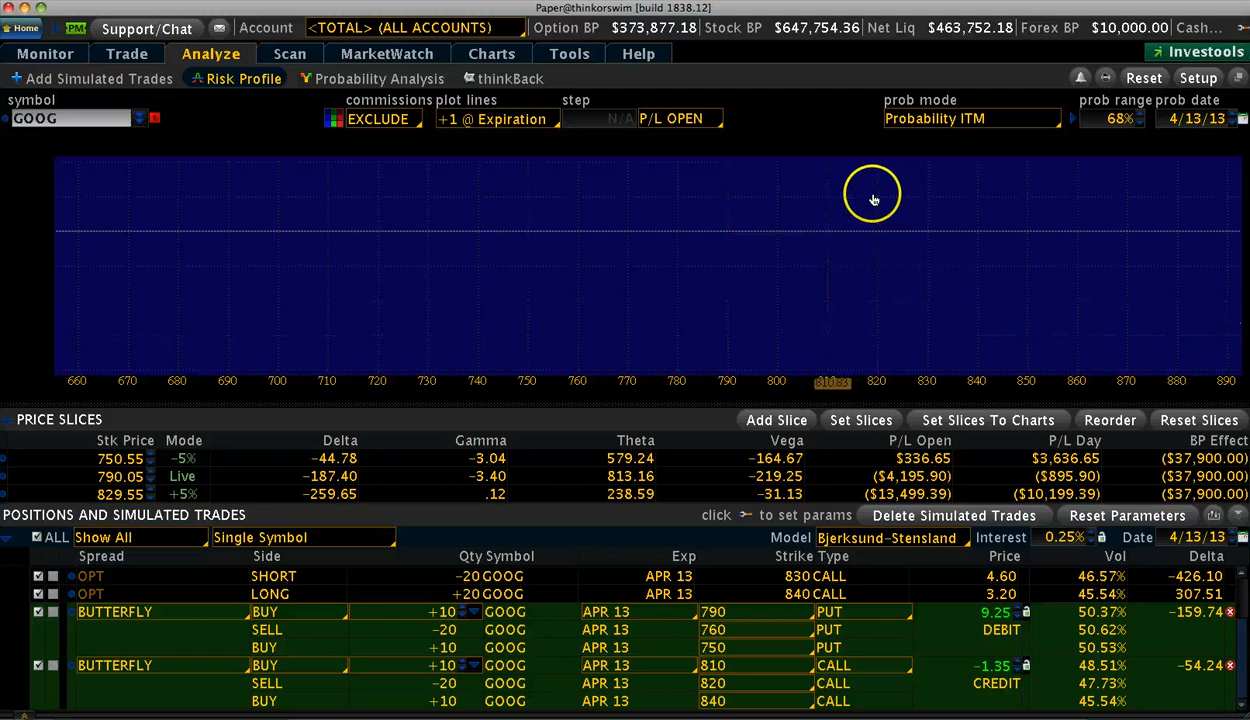 Paper@thinkorswim [build 1838.12]
Home PM Support/Chat Account <TOTAL> (ALL ACCOUNTS) Option BP $373,877.18 Stock BP $647,754.36 Net Liq $463,752.18 Forex BP $10,000.00 Cash...
Monitor Trade Analyze Scan MarketWatch Charts Tools Help Investools
Add Simulated Trades Risk Profile Probability Analysis thinkBack Reset Setup
symbol commissions plot lines step prob mode prob range prob date
GOOG EXCLUDE +1 @ Expiration N/A P/L OPEN Probability ITM 68% 4/13/13
660 670 680 690 700 710 720 730 740 750 760 770 780 790 800 810.83 820 830 840 850 860 870 880 890
PRICE SLICES Add Slice Set Slices Set Slices To Charts Reorder Reset Slices
Stk Price Mode Delta Gamma Theta Vega P/L Open P/L Day BP Effect
750.55 -5% -44.78 -3.04 579.24 -164.67 $336.65 $3,636.65 ($37,900.00)
790.05 Live -187.40 -3.40 813.16 -219.25 ($4,195.90) ($895.90) ($37,900.00)
829.55 +5% -259.65 .12 238.59 -31.13 ($13,499.39) ($10,199.39) ($37,900.00)
POSITIONS AND SIMULATED TRADES click to set params Delete Simulated Trades Reset Parameters
ALL Show All Single Symbol Model Bjerksund-Stensland Interest 0.25% Date 4/13/13
Spread Side Qty Symbol Exp Strike Type Price Vol Delta
OPT SHORT -20 GOOG APR 13 830 CALL 4.60 46.57% -426.10
OPT LONG +20 GOOG APR 13 840 CALL 3.20 45.54% 307.51
BUTTERFLY BUY +10 GOOG APR 13 790 PUT 9.25 50.37% -159.74
SELL -20 GOOG APR 13 760 PUT DEBIT 50.62%
BUY +10 GOOG APR 13 750 PUT 50.53%
BUTTERFLY BUY +10 GOOG APR 13 810 CALL -1.35 48.51% -54.24
SELL -20 GOOG APR 13 820 CALL CREDIT 47.73%
BUY +10 GOOG APR 13 840 CALL 45.54%